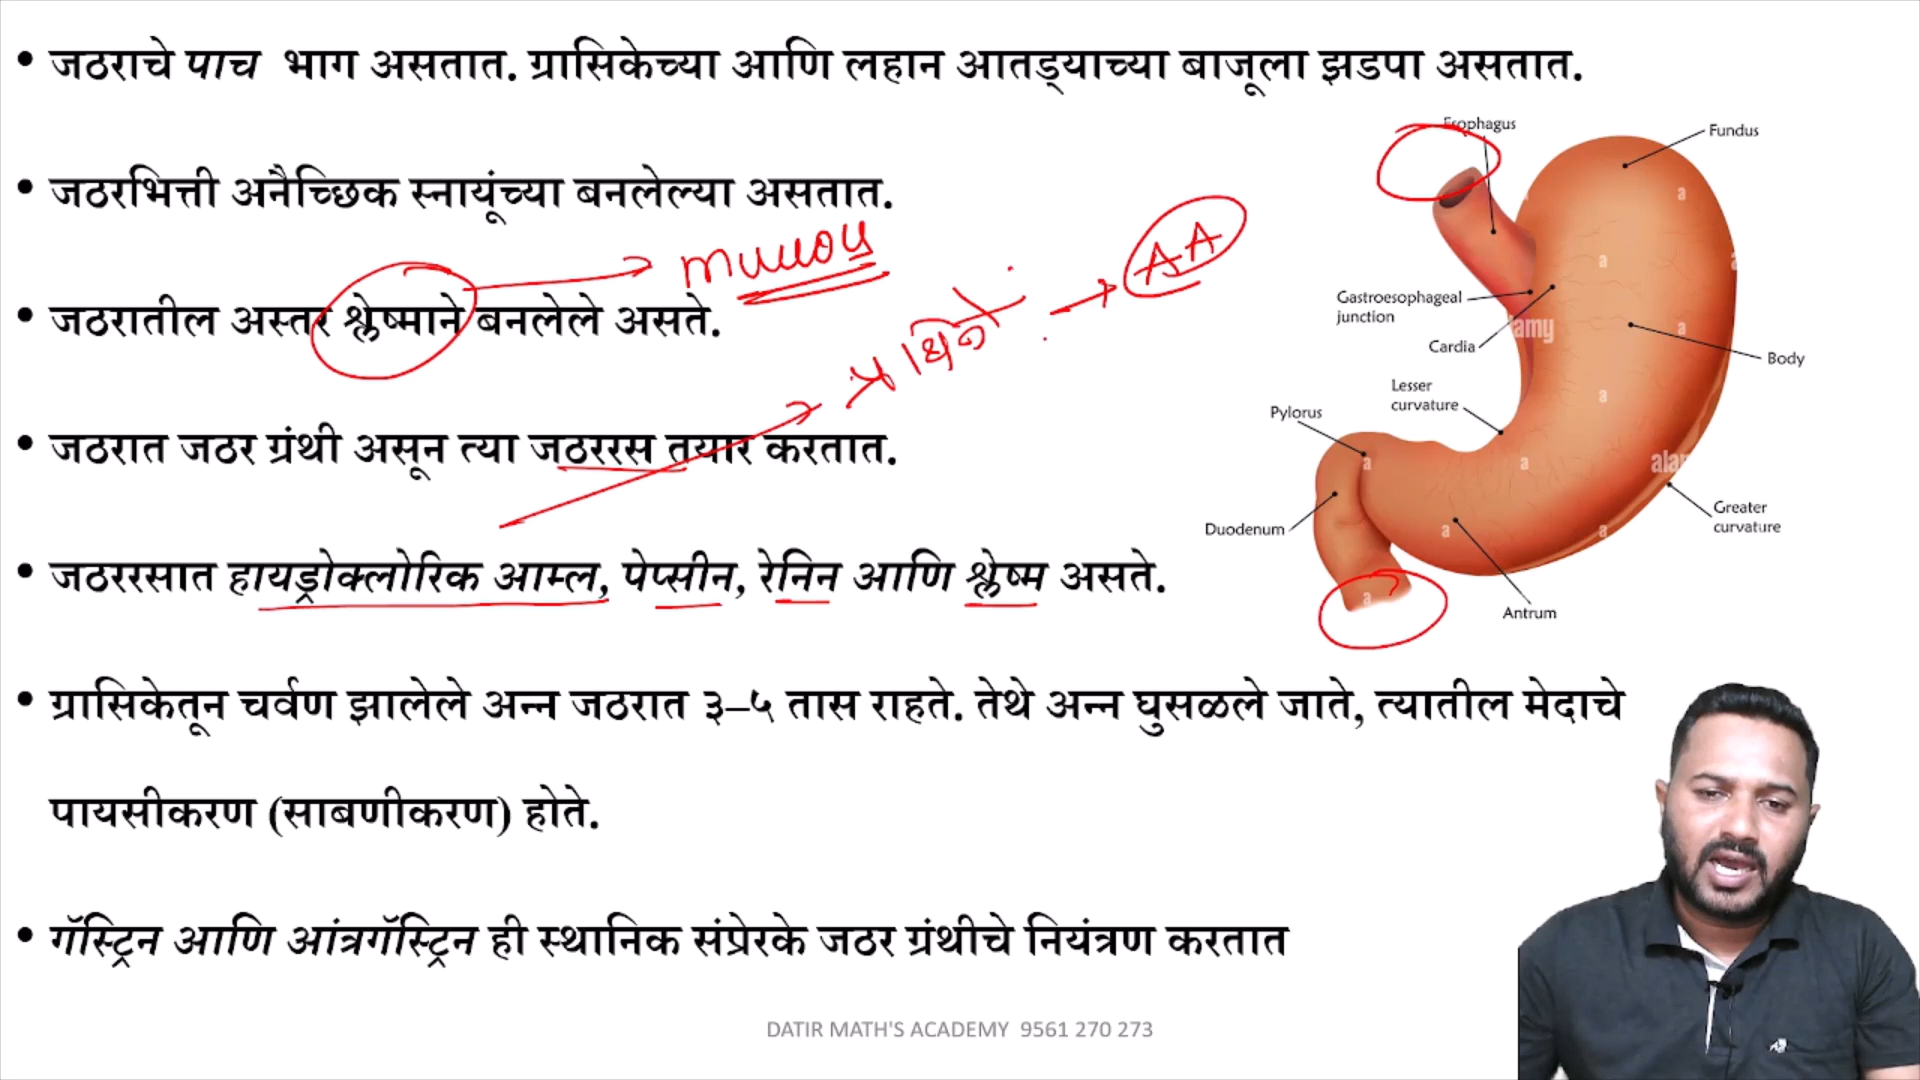 • जठराचे पाच भाग असतात. ग्रासिकेच्या आणि लहान आतड्याच्या बाजूला झडपा असतात.
• जठरभित्ती अनैच्छिक स्नायूंच्या बनलेल्या असतात.
• जठरातील अस्तर श्लेष्माने बनलेले असते.
• जठरात जठर ग्रंथी असून त्या जठररस तयार करतात.
• जठररसात हायड्रोक्लोरिक आम्ल, पेप्सीन, रेनिन आणि श्लेष्म असते.
• ग्रासिकेतून चर्वण झालेले अन्न जठरात ३–५ तास राहते. तेथे अन्न घुसळले जाते, त्यातील मेदाचे
पायसीकरण (साबणीकरण) होते.
• गॅस्ट्रिन आणि आंत्रगॅस्ट्रिन ही स्थानिक संप्रेरके जठर ग्रंथीचे नियंत्रण करतात
AA
Esophagus
Fundus
Gastroesophageal
junction
Cardia
Body
Lesser
curvature
Pylorus
Greater
curvature
Duodenum
Antrum
alamy
DATIR MATH'S ACADEMY 9561 270 273